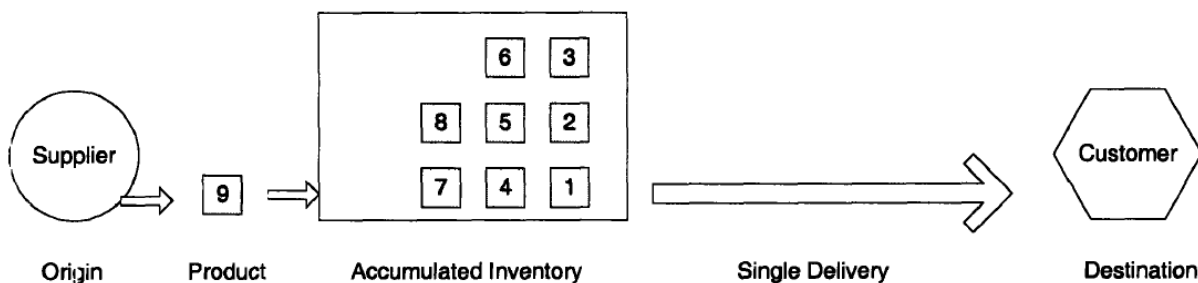 6 3
Supplier
8 5 2
Customer
9
7 4 1
Origin
Product
Accumulated Inventory
Single Delivery
Destination